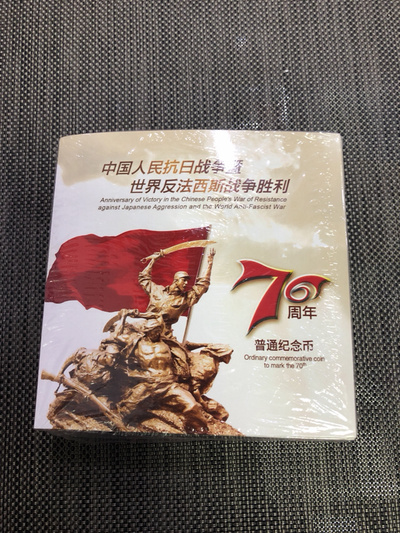 中国人民抗日战争暨
世界反法西斯战争胜利
Anniversary of Victory in the Chinese People's War of Resistance
against Japanese Aggression and the World Anti-Fascist War
70
周年
普通纪念币
Ordinary commemorative coin
to mark the 70th